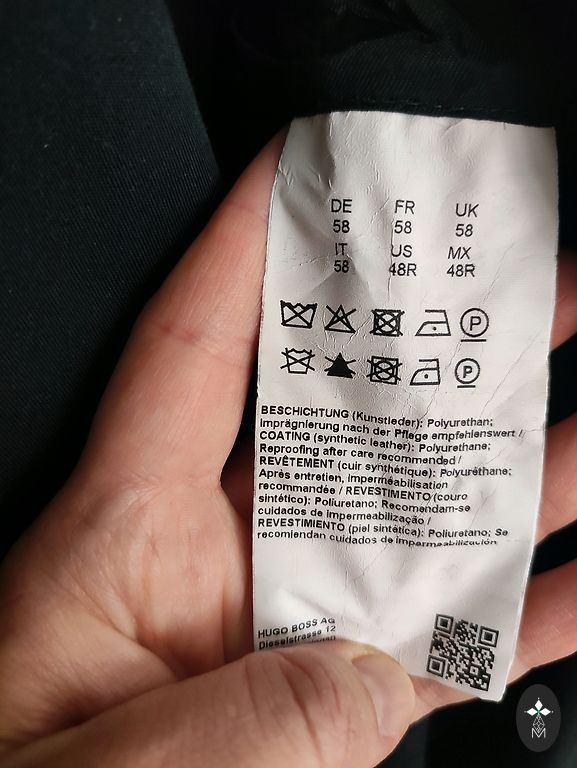 DE FR UK
58 58 58
IT US MX
58 48R 48R
P
P
BESCHICHTUNG (Kunstleder): Polyurethan;
Imprägnierung nach der Pflege empfehlenswert /
COATING (synthetic leather): Polyurethane;
Reproofing after care recommended /
REVÊTEMENT (cuir synthétique): Polyuréthane;
Après entretien, imperméabilisation
recommandée / REVESTIMENTO (couro
sintético): Poliuretano; Recomendam-se
cuidados de impermeabilização /
REVESTIMIENTO (piel sintética): Poliuretano; Se
recomiendan cuidados de impermeabilización
HUGO BOSS AG
Dieselstrasse 12